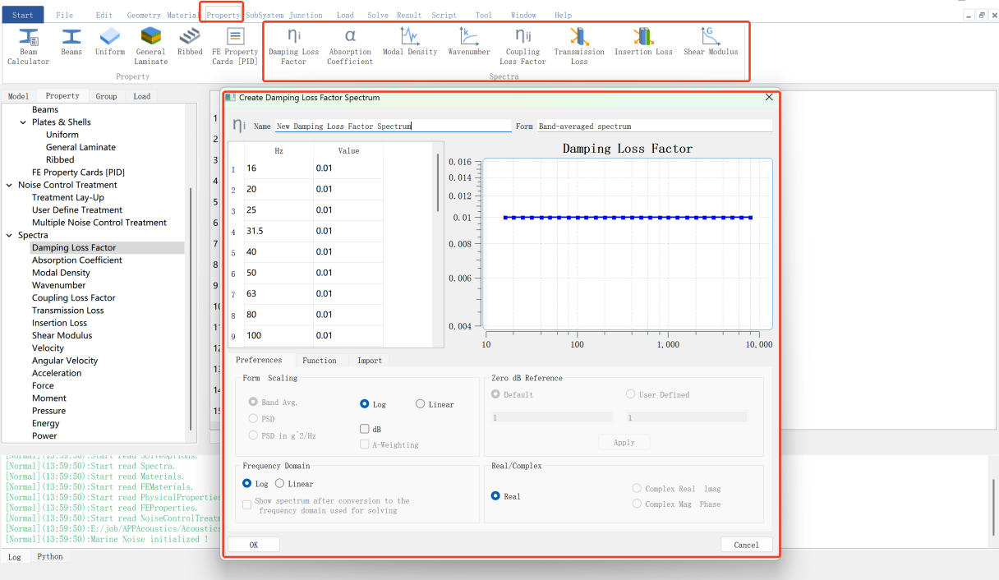 Start File Edit Geometry Material Property SubSystem Junction Load Solve Result Script Tool Window Help
Beam Calculator
Beams
Uniform
General Laminate
Ribbed
FE Property Cards [PID]
Property
ηi
Damping Loss Factor
α
Absorption Coefficient
Modal Density
k
Wavenumber
ηij
Coupling Loss Factor
Transmission Loss
Insertion Loss
G
Shear Modulus
Spectra
Model Property Group Load
Beams
Plates & Shells
Uniform
General Laminate
Ribbed
FE Property Cards [PID]
Noise Control Treatment
Treatment Lay-Up
User Define Treatment
Multiple Noise Control Treatment
Spectra
Damping Loss Factor
Absorption Coefficient
Modal Density
Wavenumber
Coupling Loss Factor
Transmission Loss
Insertion Loss
Shear Modulus
Velocity
Angular Velocity
Acceleration
Force
Moment
Pressure
Energy
Power
1
2
3
4
5
6
7
8
9
Create Damping Loss Factor Spectrum
ηi Name New Damping Loss Factor Spectrum Form Band-averaged spectrum
Hz Value
1 16 0.01
2 20 0.01
3 25 0.01
4 31.5 0.01
5 40 0.01
6 50 0.01
7 63 0.01
8 80 0.01
9 100 0.01
Damping Loss Factor
0.016
0.014
0.012
0.01
0.008
0.006
0.004
10 100 1,000 10,000
Preferences Function Import
Form Scaling
Band Avg.
PSD
PSD in g^2/Hz
Log Linear
dB
A-Weighting
Zero dB Reference
Default User Defined
1 1
Apply
Frequency Domain
Log Linear
Show spectrum after conversion to the
frequency domain used for solving
Real/Complex
Real
Complex Real Imag
Complex Mag Phase
OK Cancel
[Normal](13:59:50):Start read SolveOptions.
[Normal](13:59:50):Start read Spectra.
[Normal](13:59:50):Start read Materials.
[Normal](13:59:50):Start read FEMaterials.
[Normal](13:59:50):Start read PhysicalPropertie
[Normal](13:59:50):Start read FEProperties.
[Normal](13:59:50):Start read NoiseControlTreatm
[Normal](13:59:50):E:/job/APPAcoustics/Acoustics
[Normal](13:59:50):Marine Noise initialized !
Log Python